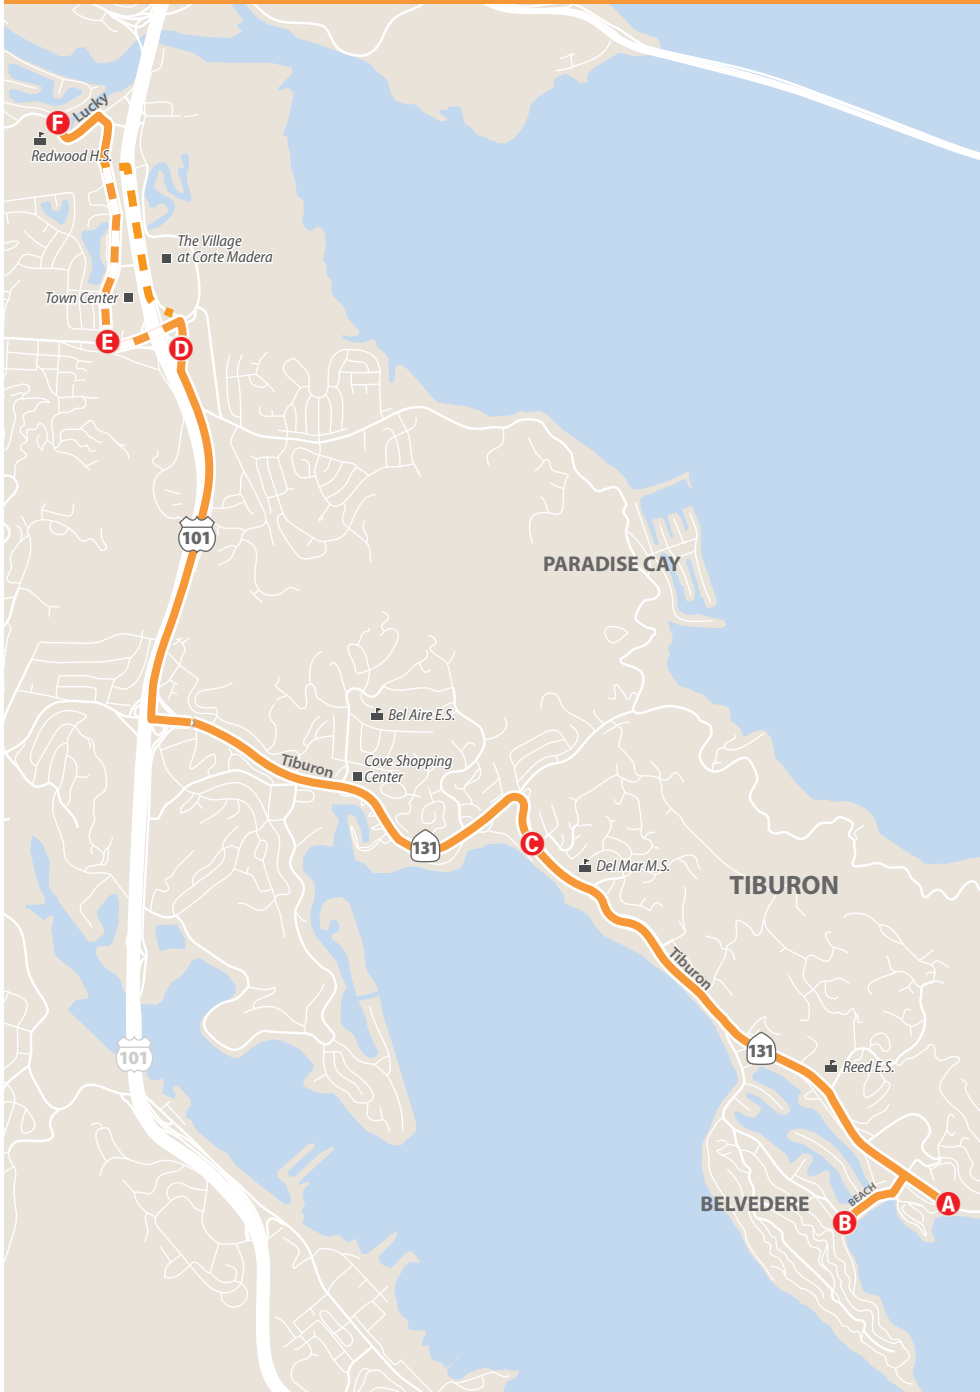 F
Lucky
Redwood H.S.
The Village
at Corte Madera
Town Center
E
D
101
PARADISE CAY
Bel Aire E.S.
Tiburon
Cove Shopping
Center
131
C
Del Mar M.S.
TIBURON
Tiburon
131
101
Reed E.S.
BELVEDERE
BEACH
A
B